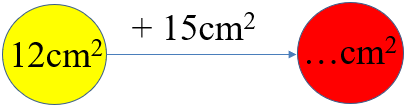 + 15cm²
12cm²
...cm²